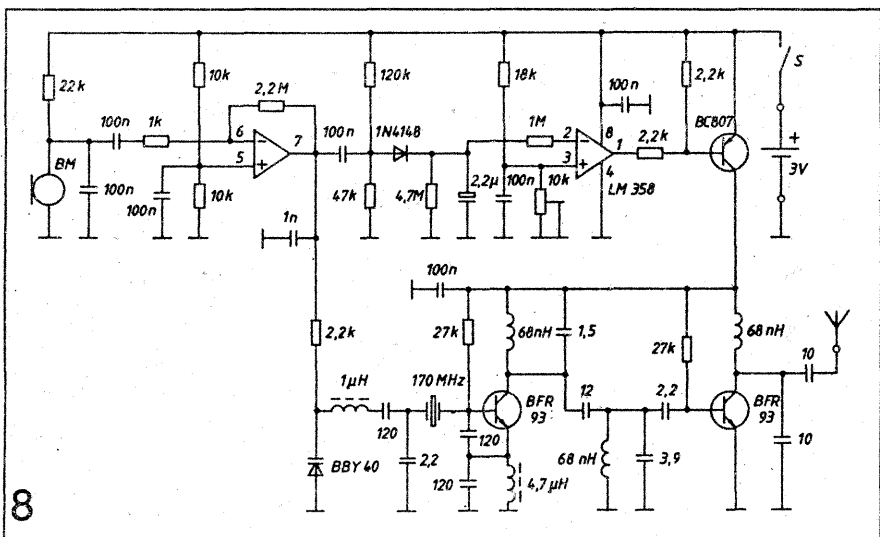 10k
120k
18k
2,2k
S
22k
2,2M
100n
8
BC807
100n
1k
6
7
100n
1N4148
1M
2
1
2,2k
+
3V
BM
5
3
4
LM 358
100n
100n
10k
47k
4,7M
2,2µ
100n
10k
1n
100n
2,2k
27k
68nH
1,5
27k
68 nH
10
1µH
170 MHz
12
2,2
BFR
93
BFR
93
120
120
10
BBY 40
2,2
120
4,7µH
68 nH
3,9
8